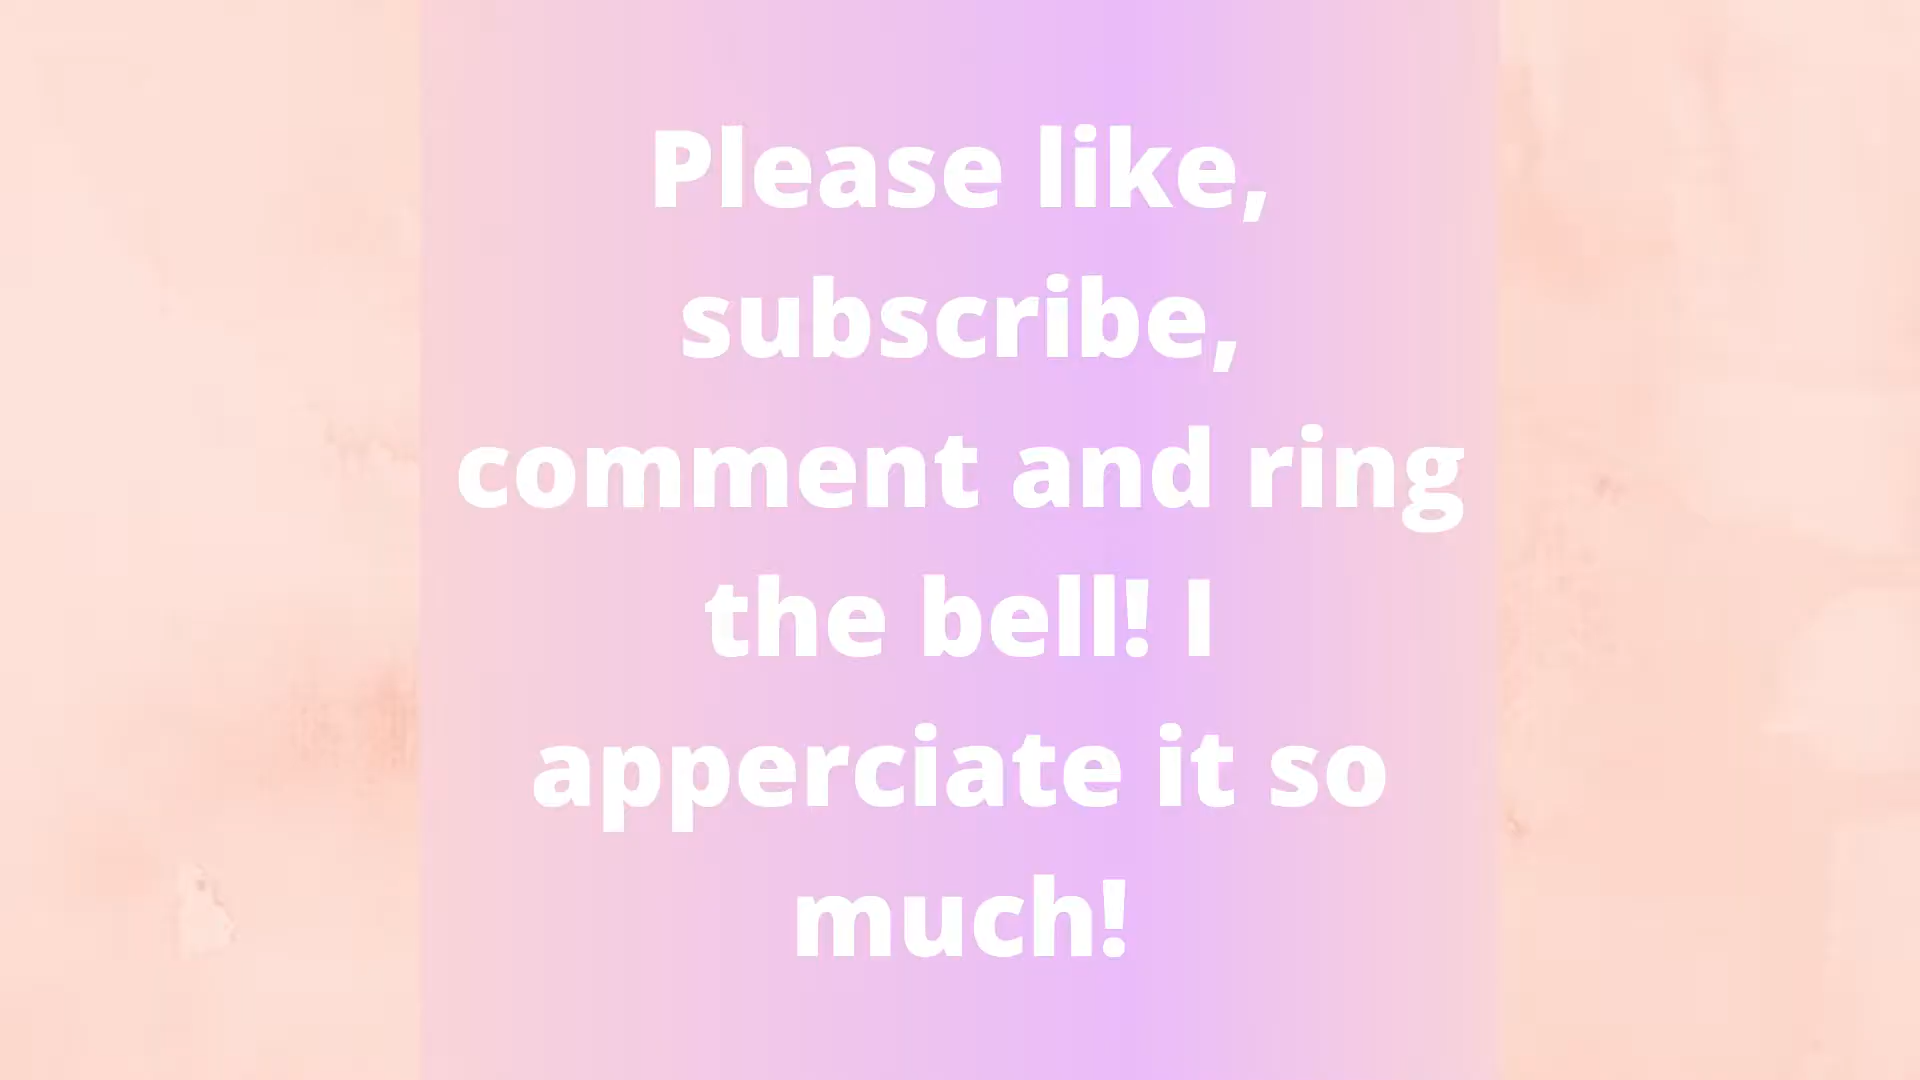 Please like,
subscribe,
comment and ring
the bell! I
apperciate it so
much!